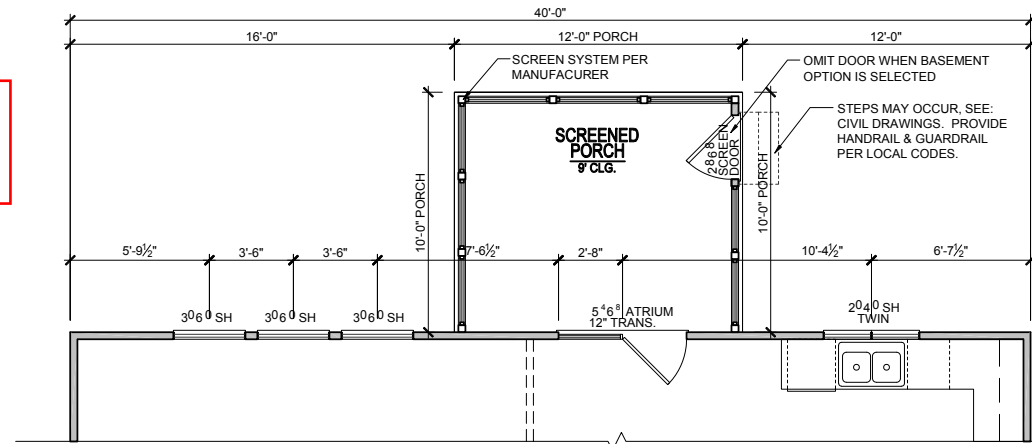 40'-0"
16'-0"
12'-0" PORCH
12'-0"
SCREEN SYSTEM PER
MANUFACURER
OMIT DOOR WHEN BASEMENT
OPTION IS SELECTED
STEPS MAY OCCUR, SEE:
CIVIL DRAWINGS. PROVIDE
HANDRAIL & GUARDRAIL
PER LOCAL CODES.
SCREENED
PORCH
9' CLG.
2868
SCREEN
DOOR
10'-0" PORCH
10'-0" PORCH
5'-9½"
3'-6"
3'-6"
7'-6½"
2'-8"
10'-4½"
6'-7½"
3⁰6⁰ SH
3⁰6⁰ SH
3⁰6⁰ SH
5⁴6⁸ ATRIUM
12" TRANS.
2⁰4⁰ SH
TWIN